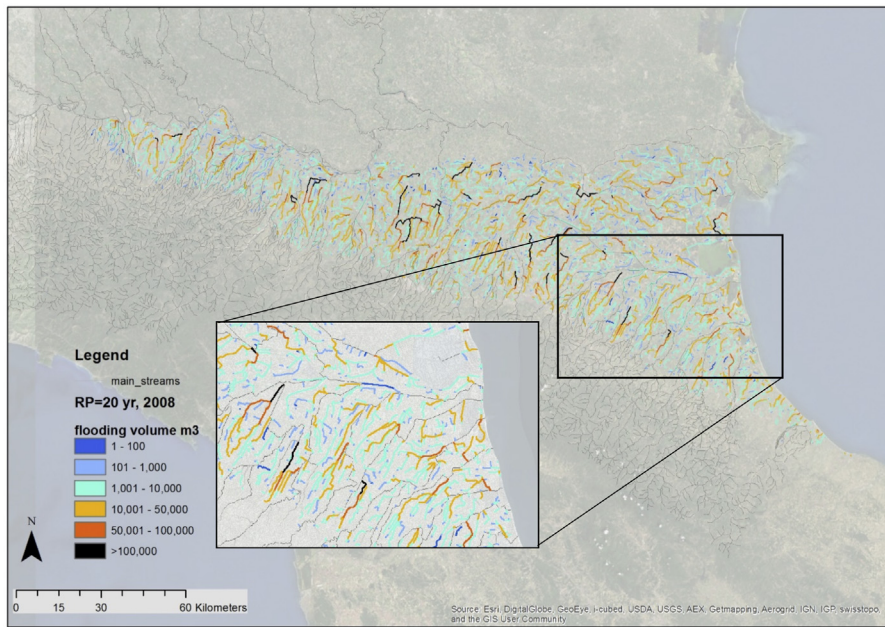 Legend
main_streams
RP=20 yr, 2008
flooding volume m3
1 - 100
101 - 1,000
1,001 - 10,000
10,001 - 50,000
50,001 - 100,000
>100,000
N
0 15 30 60 Kilometers
Source: Esri, DigitalGlobe, GeoEye, i-cubed, USDA, USGS, AEX, Getmapping, Aerogrid, IGN, IGP, swisstopo,
and the GIS User Community